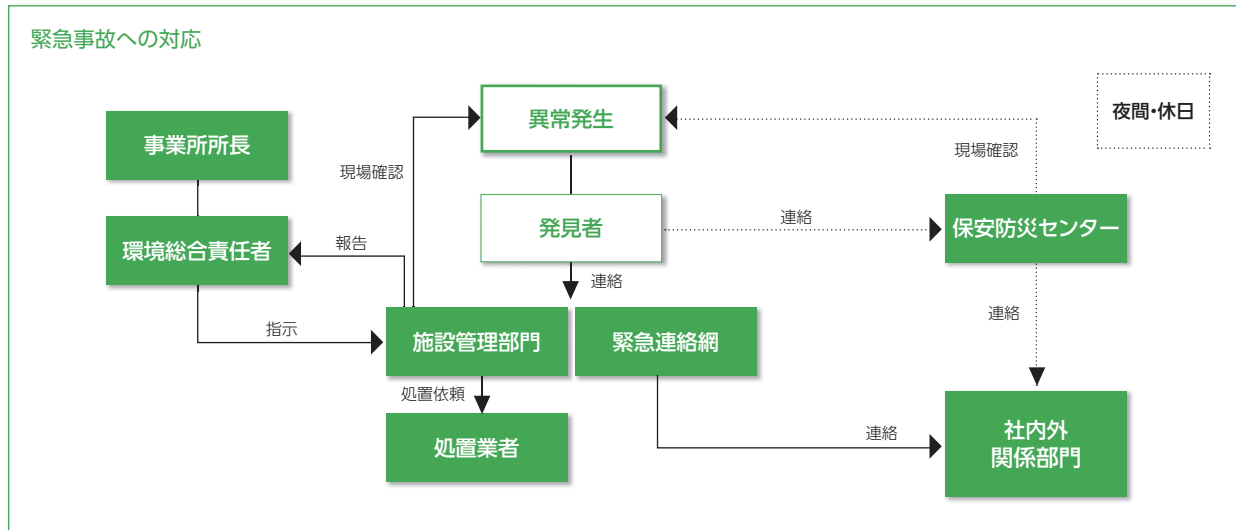 緊急事故への対応
異常発生
夜間・休日
事業所所長
現場確認
現場確認
発見者
連絡
保安防災センター
環境総合責任者
報告
連絡
指示
施設管理部門
緊急連絡網
連絡
処置依頼
処置業者
連絡
社内外
関係部門